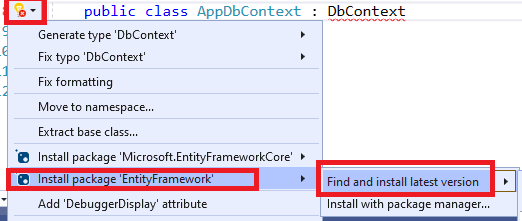 public class AppDbContext : DbContext
Generate type 'DbContext'
Fix typo 'DbContext'
Fix formatting
Move to namespace...
Extract base class...
Install package 'Microsoft.EntityFrameworkCore'
Install package 'EntityFramework'
Find and install latest version
Add 'DebuggerDisplay' attribute
Install with package manager...